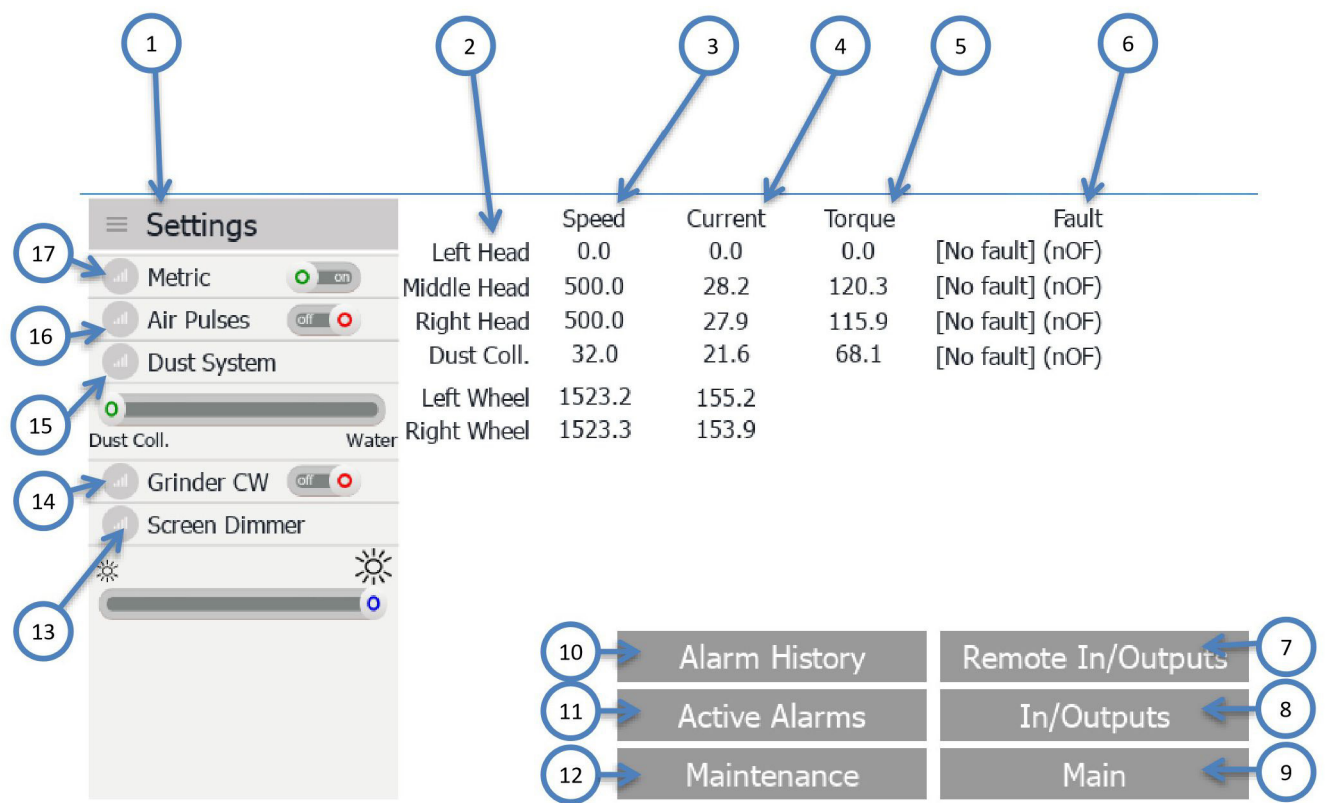 1 2 3 4 5 6
Settings
17 Metric on
16 Air Pulses off
15 Dust System
Dust Coll. Water
14 Grinder CW off
13 Screen Dimmer
Speed Current Torque Fault
Left Head 0.0 0.0 0.0 [No fault] (nOF)
Middle Head 500.0 28.2 120.3 [No fault] (nOF)
Right Head 500.0 27.9 115.9 [No fault] (nOF)
Dust Coll. 32.0 21.6 68.1 [No fault] (nOF)
Left Wheel 1523.2 155.2
Right Wheel 1523.3 153.9
10 Alarm History Remote In/Outputs 7
11 Active Alarms In/Outputs 8
12 Maintenance Main 9